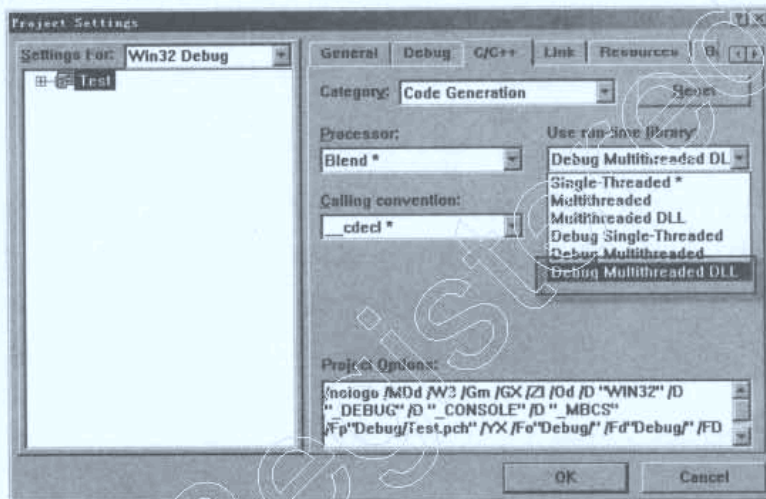 Project Settings
Settings For: Win32 Debug
Test
General Debug C/C++ Link Resources
Category: Code Generation
Reset
Processor:
Blend *
Use run-time library:
Debug Multithreaded DL
Single-Threaded *
Multithreaded
Multithreaded DLL
Debug Single-Threaded
Debug Multithreaded
Debug Multithreaded DLL
Calling convention:
__cdecl *
Project Options:
/nologo /MDd /W3 /Gm /GX /ZI /Od /D "WIN32" /D
"_DEBUG" /D "_CONSOLE" /D "_MBCS"
/Fp"Debug/Test.pch" /YX /Fo"Debug/" /Fd"Debug/" /FD
OK Cancel